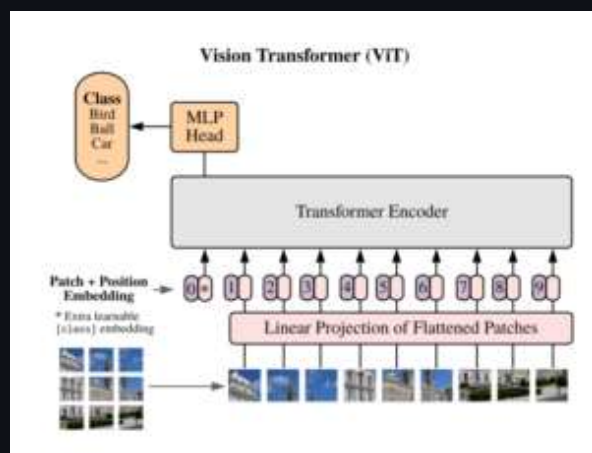 Vision Transformer (ViT)
Class
Bird
Ball
Car
...
MLP
Head
Transformer Encoder
Patch + Position
Embedding
0 * 1 2 3 4 5 6 7 8 9
* Extra learnable
[class] embedding
Linear Projection of Flattened Patches